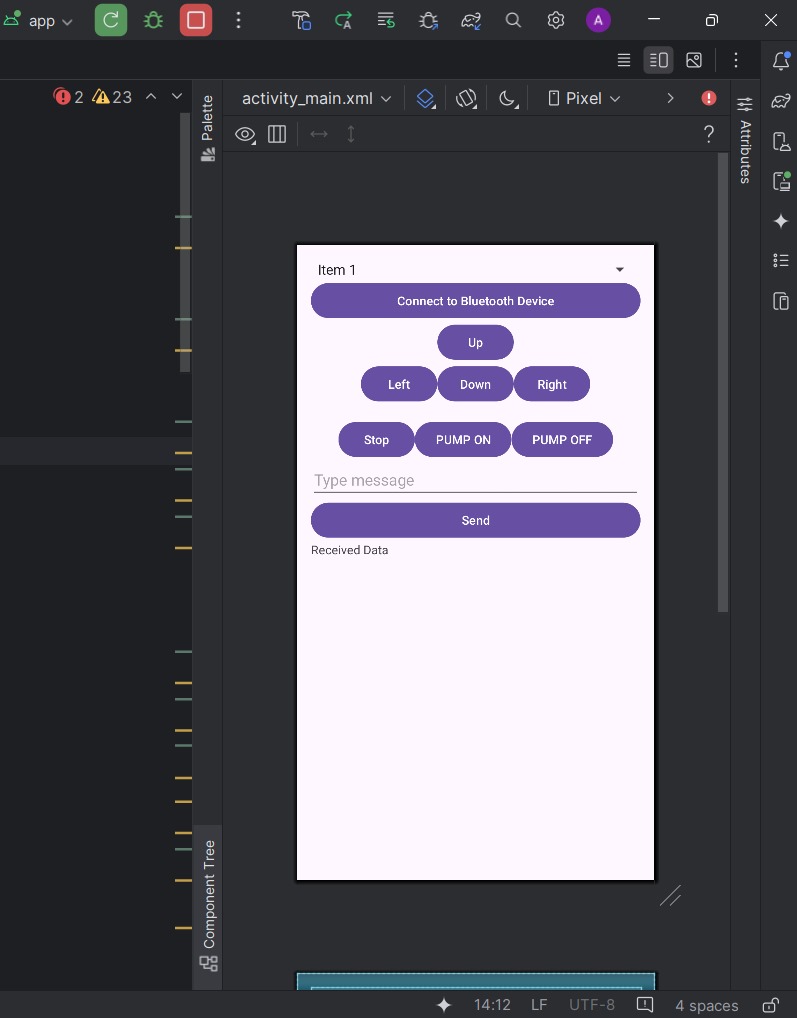 app
A
2 23
Palette
activity_main.xml
Pixel
?
Attributes
Item 1
Connect to Bluetooth Device
Up
Left Down Right
Stop PUMP ON PUMP OFF
Type message
Send
Received Data
Component Tree
14:12 LF UTF-8 4 spaces